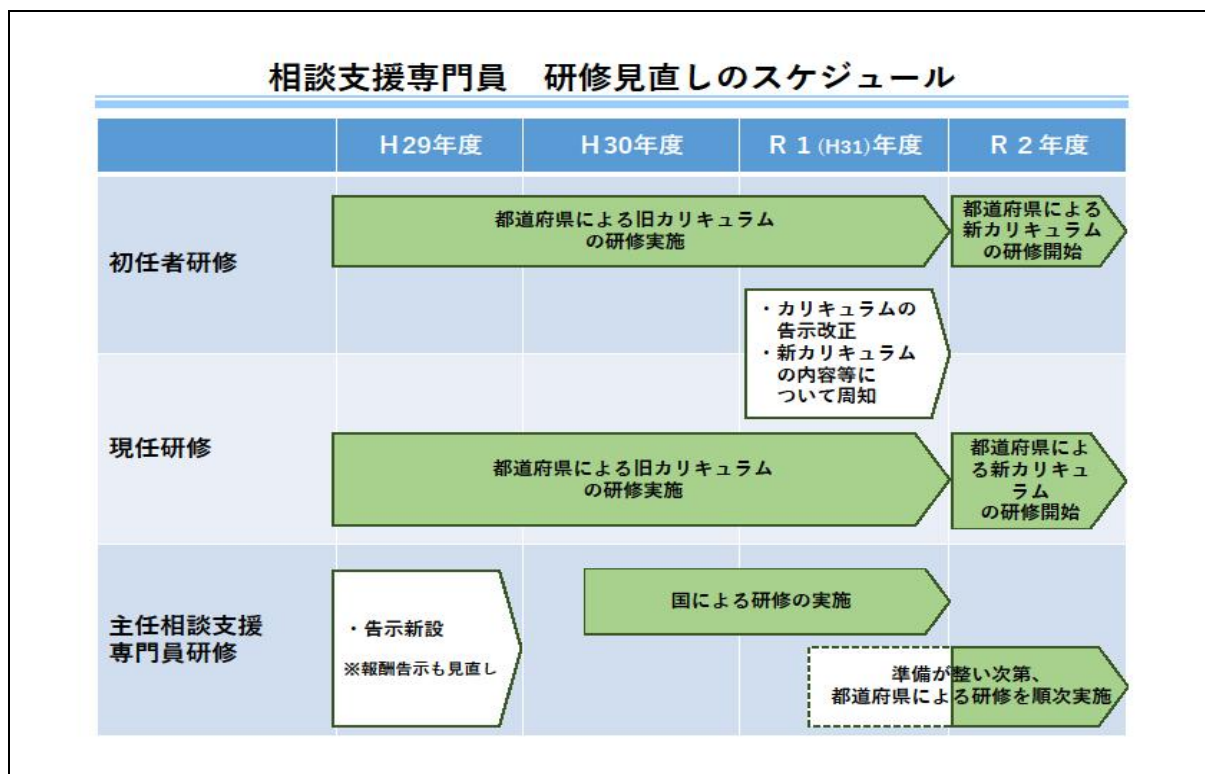 相談支援専門員　研修見直しのスケジュール
H29年度
H30年度
R 1 (H31)年度
R 2年度
初任者研修
都道府県による旧カリキュラム
の研修実施
都道府県による
新カリキュラム
の研修開始
・カリキュラムの
告示改正
・新カリキュラム
の内容等に
ついて周知
現任研修
都道府県による旧カリキュラム
の研修実施
都道府県によ
る新カリキュ
ラム
の研修開始
主任相談支援
専門員研修
・告示新設
※報酬告示も見直し
国による研修の実施
準備が整い次第、
都道府県による研修を順次実施